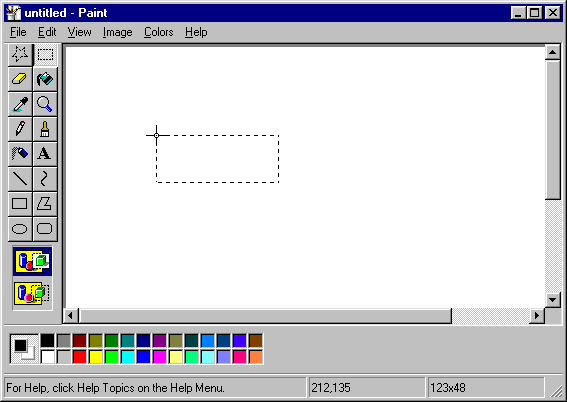 untitled - Paint
File Edit View Image Colors Help
A
For Help, click Help Topics on the Help Menu. 212,135 123x48